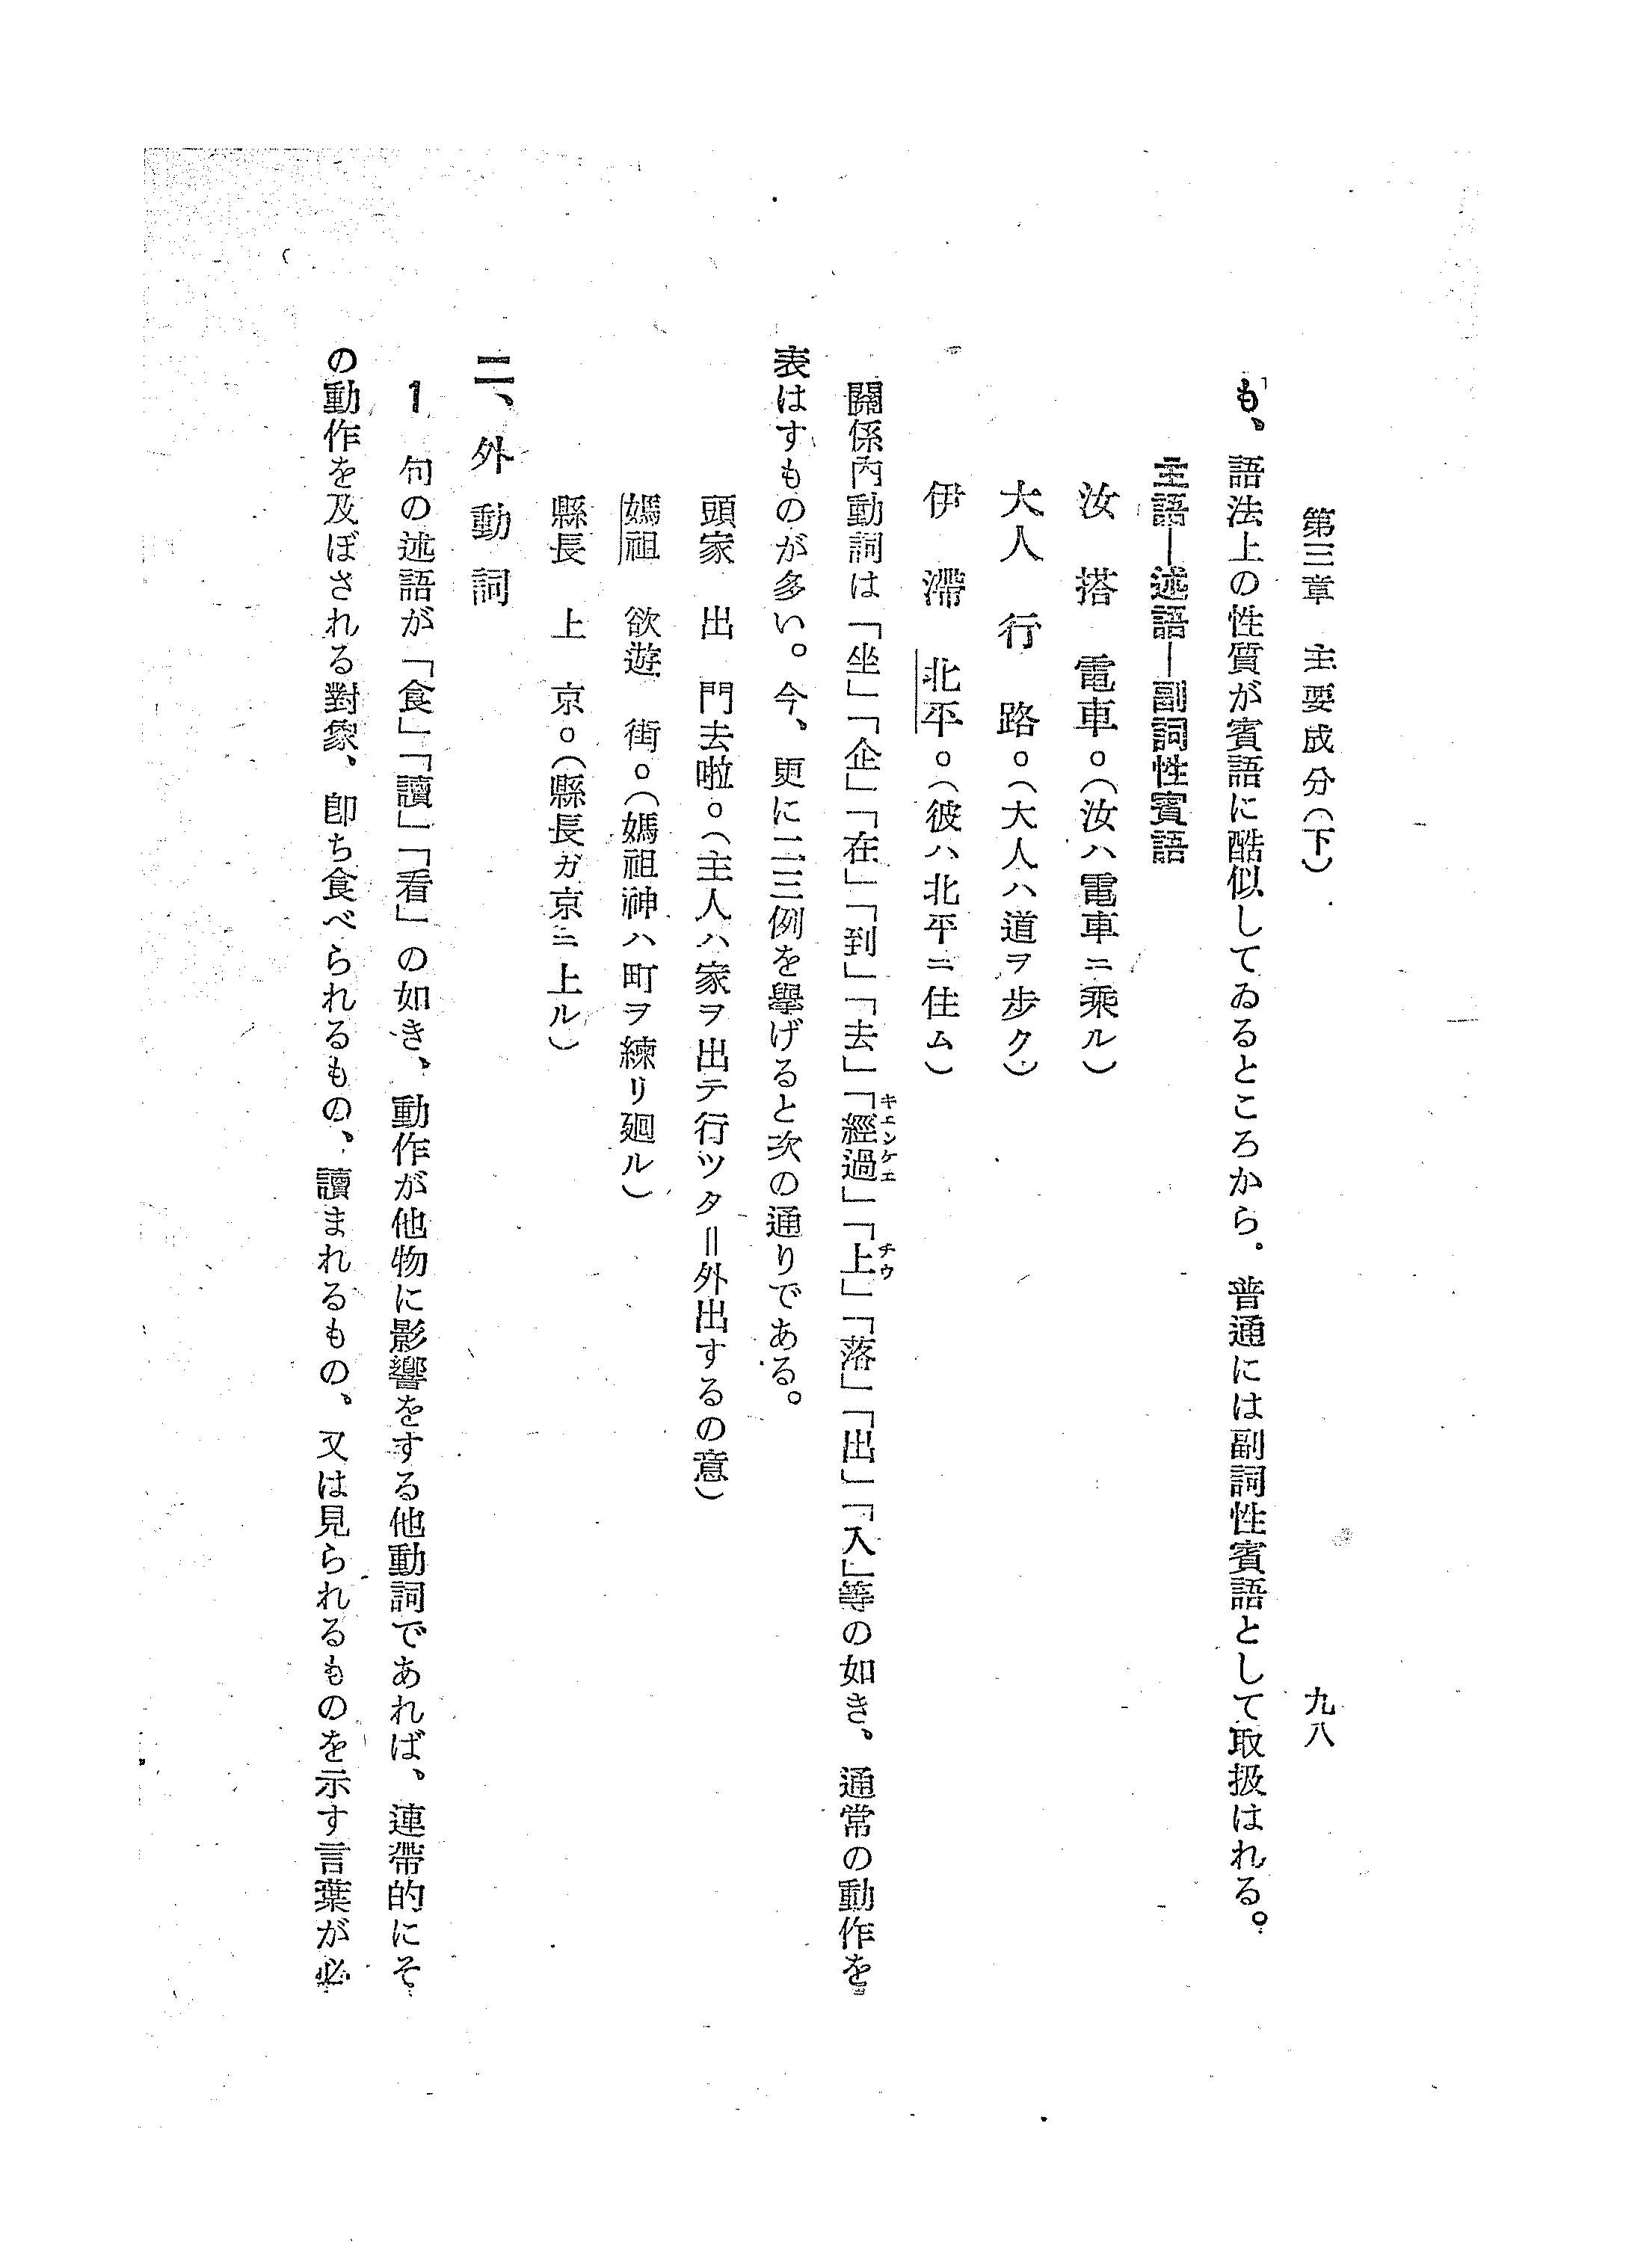 第三章　主要成分（下）　九八
も、語法上の性質が賓語に酷似してゐるところから。普通には副詞性賓語として取扱はれる。
主語―述語―副詞性賓語
汝　搭　電車。（汝ハ電車ニ乘ル）
大人　行　路。（大人ハ道ヲ步ク）
伊　滯　北平。（彼ハ北平ニ住ム）
關係內動詞は「坐」「企」「在」「到」「去」「經過（キエンケエ）」「上（チウ）」「落」「出」「入」等の如き、通常の動作を
表はすものが多い。今、更に二三例を擧げると次の通りである。
頭家　出　門去啦。（主人ハ家ヲ出テ行ツタ＝外出するの意）
媽祖　欲遊　街。（媽祖神ハ町ヲ練リ廻ル）
縣長　上　京。（縣長ガ京ニ上ル）
二、外動詞
1　句の述語が「食」「讀」「看」の如き、動作が他物に影響をする他動詞であれば、連帶的にそ
の動作を及ぼされる對象、卽ち食べられるもの、讀まれるもの、又は見られるものを示す言葉が必